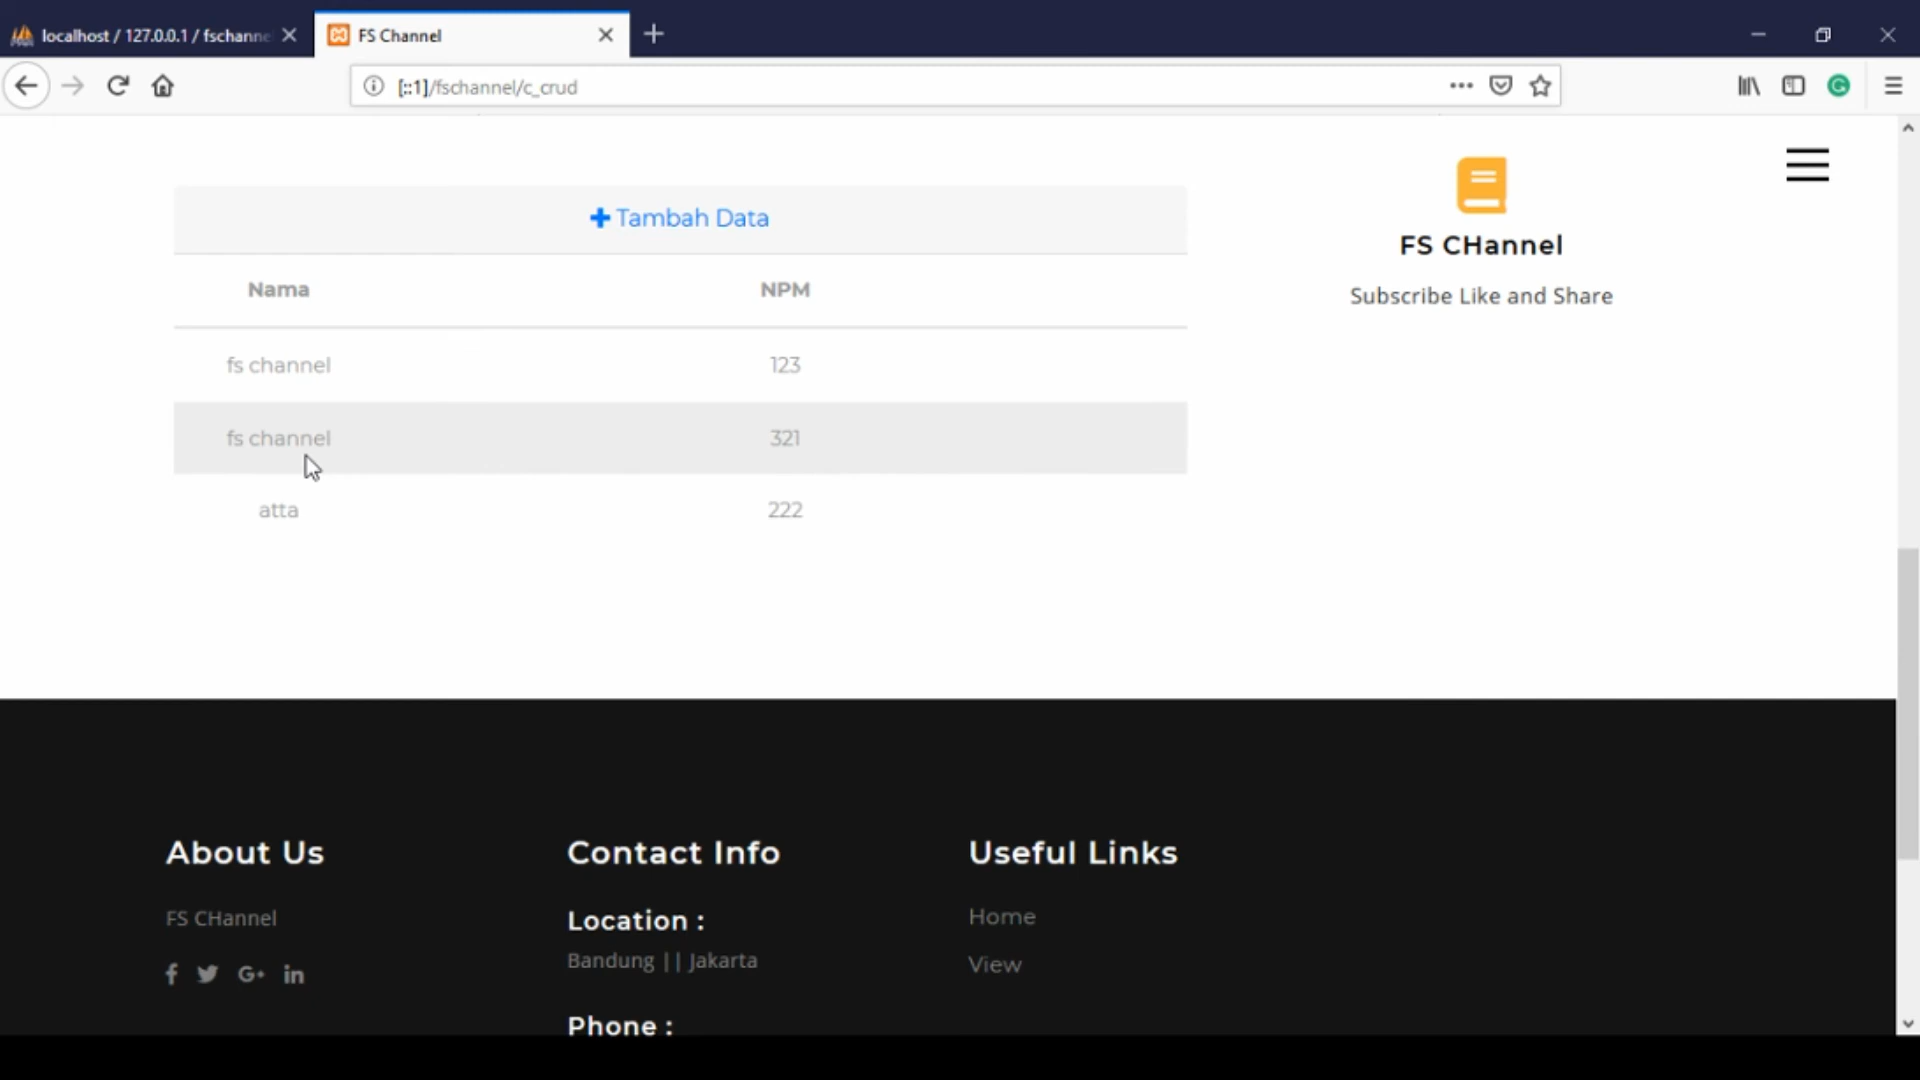 localhost / 127.0.0.1 / fschanne
FS Channel
[::1]/fschannel/c_crud
Tambah Data
Nama NPM
fs channel 123
fs channel 321
atta 222
FS CHannel
Subscribe Like and Share
About Us
FS CHannel
Contact Info
Location :
Bandung || Jakarta
Phone :
Useful Links
Home
View